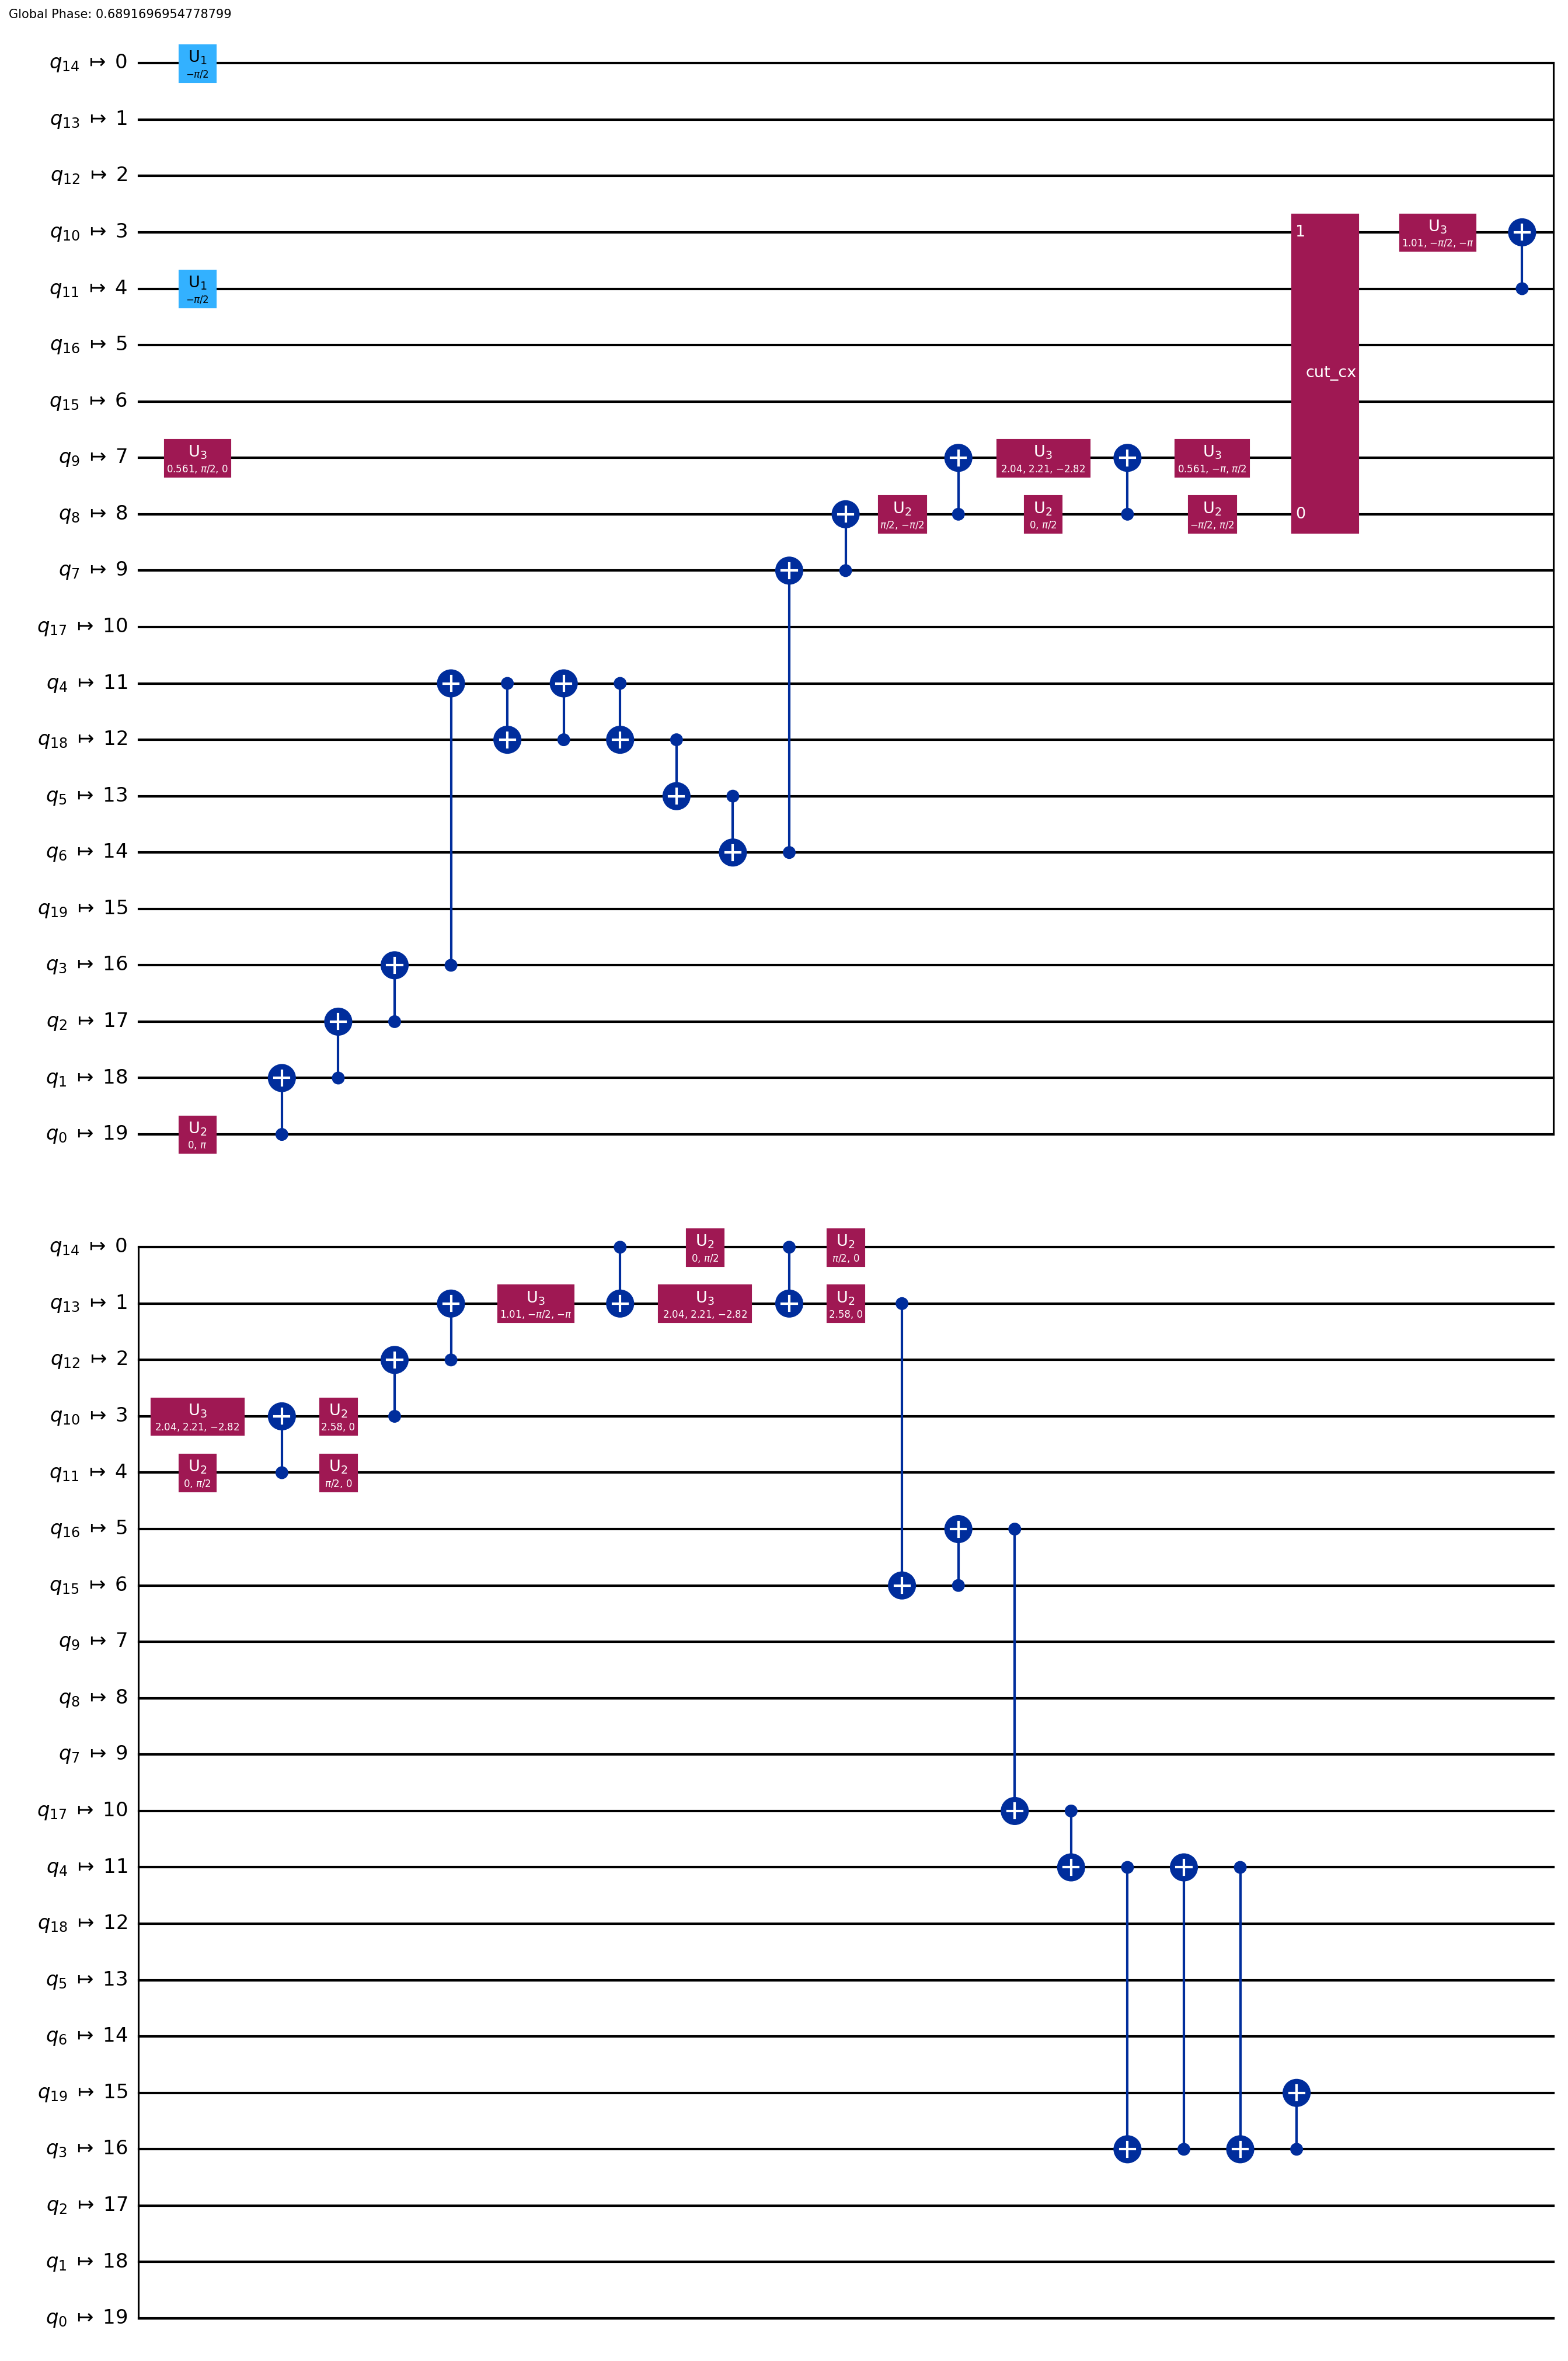 Global Phase: 0.6891696954778799
q14 ↦ 0 U1 −π/2
q13 ↦ 1
q12 ↦ 2
q10 ↦ 3 1 U3 1.01, −π/2, −π
q11 ↦ 4 U1 −π/2
q16 ↦ 5
cut_cx
q15 ↦ 6
q9 ↦ 7 U3 0.561, π/2, 0 U3 2.04, 2.21, −2.82 U3 0.561, −π, π/2
q8 ↦ 8 U2 π/2, −π/2 U2 0, π/2 U2 −π/2, π/2 0
q7 ↦ 9
q17 ↦ 10
q4 ↦ 11
q18 ↦ 12
q5 ↦ 13
q6 ↦ 14
q19 ↦ 15
q3 ↦ 16
q2 ↦ 17
q1 ↦ 18
q0 ↦ 19 U2 0, π
q14 ↦ 0 U2 0, π/2 U2 π/2, 0
q13 ↦ 1 U3 1.01, −π/2, −π U3 2.04, 2.21, −2.82 U2 2.58, 0
q12 ↦ 2
q10 ↦ 3 U3 2.04, 2.21, −2.82 U2 2.58, 0
q11 ↦ 4 U2 0, π/2 U2 π/2, 0
q16 ↦ 5
q15 ↦ 6
q9 ↦ 7
q8 ↦ 8
q7 ↦ 9
q17 ↦ 10
q4 ↦ 11
q18 ↦ 12
q5 ↦ 13
q6 ↦ 14
q19 ↦ 15
q3 ↦ 16
q2 ↦ 17
q1 ↦ 18
q0 ↦ 19